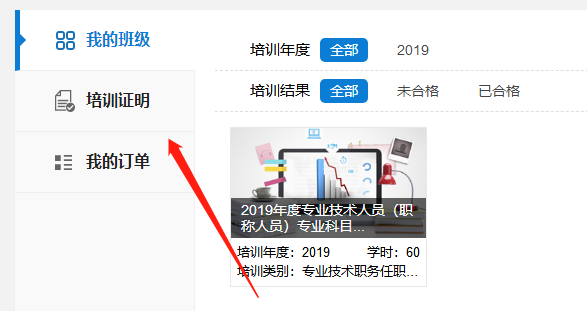 我的班级
培训证明
我的订单
培训年度 全部 2019
培训结果 全部 未合格 已合格
2019年度专业技术人员（职
称人员）专业科目...
培训年度：2019 学时：60
培训类别：专业技术职务任职...